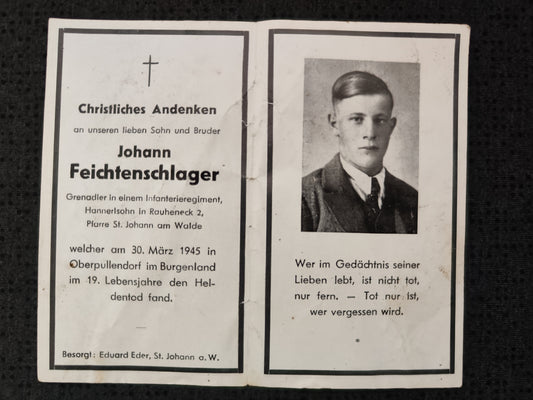 Christliches Andenken
an unseren lieben Sohn und Bruder
Johann
Feichtenschlager
Grenadier in einem Infanterieregiment,
Hannerlsohn in Rauheneck 2,
Pfarre St. Johann am Walde
welcher am 30. März 1945 in
Oberpullendorf im Burgenland
im 19. Lebensjahre den Hel-
dentod fand.
Besorgt: Eduard Eder, St. Johann a. W.
Wer im Gedächtnis seiner
Lieben lebt, ist nicht tot,
nur fern. — Tot nur ist,
wer vergessen wird.